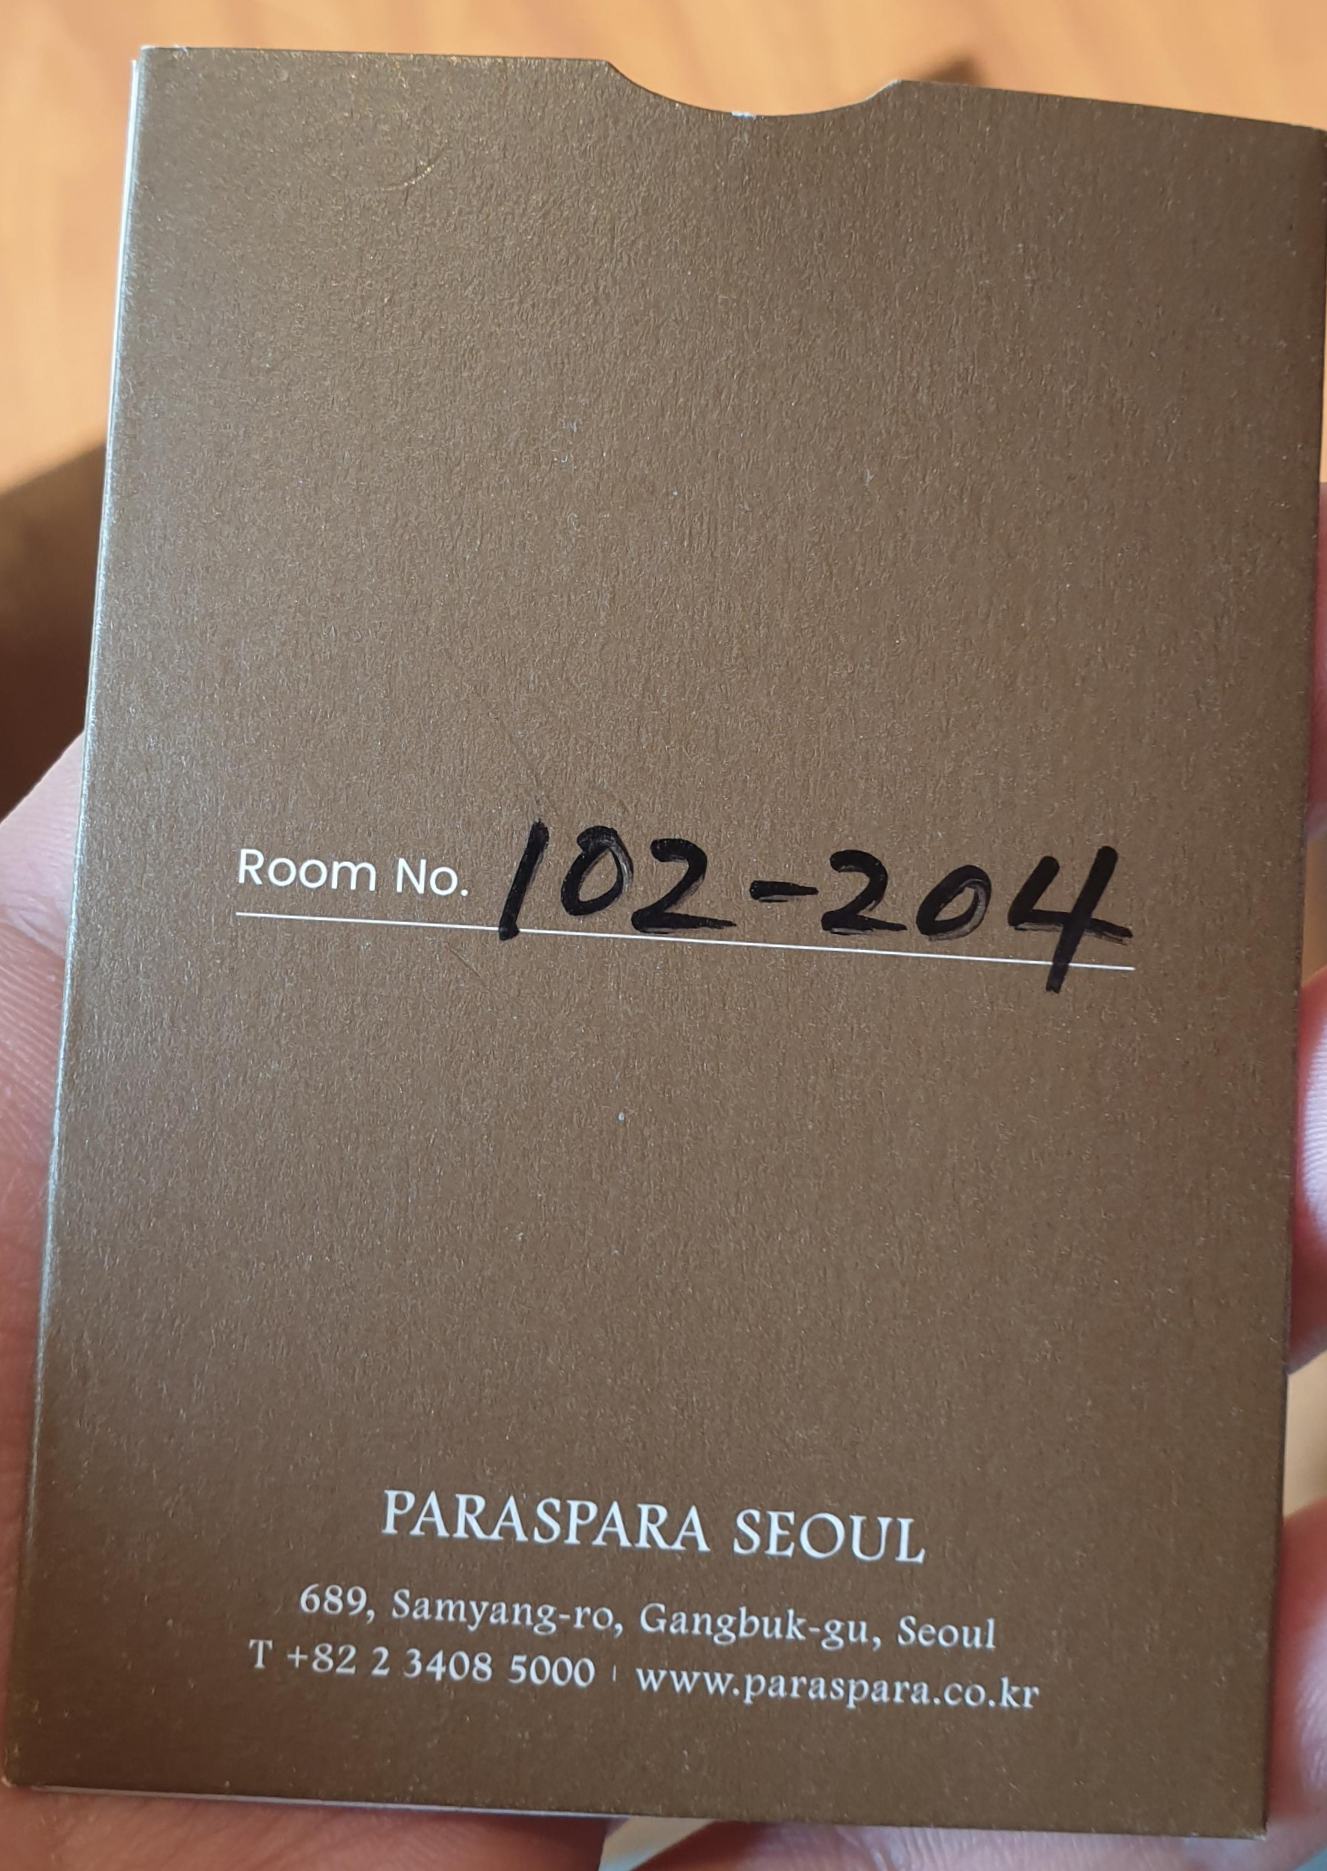 Room No. 102-204
PARASPARA SEOUL
689, Samyang-ro, Gangbuk-gu, Seoul
T +82 2 3408 5000 | www.paraspara.co.kr